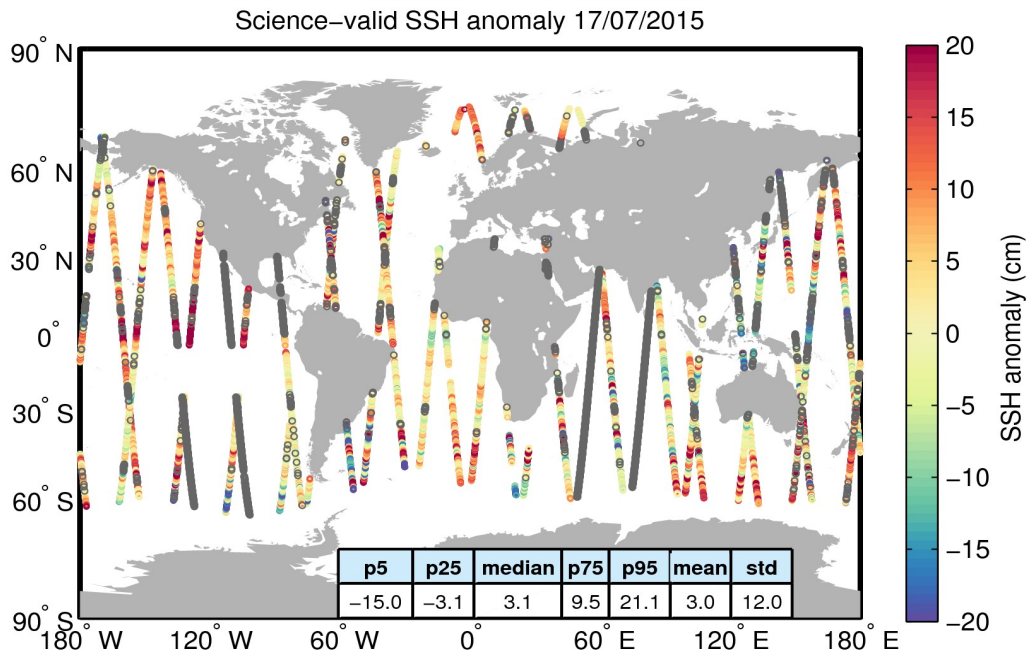 Science−valid SSH anomaly 17/07/2015
90° N
60° N
30° N
0°
30° S
60° S
90° S
180° W 120° W 60° W 0° 60° E 120° E 180° E
p5 p25 median p75 p95 mean std
−15.0 −3.1 3.1 9.5 21.1 3.0 12.0
20
15
10
5
0
−5
−10
−15
−20
SSH anomaly (cm)